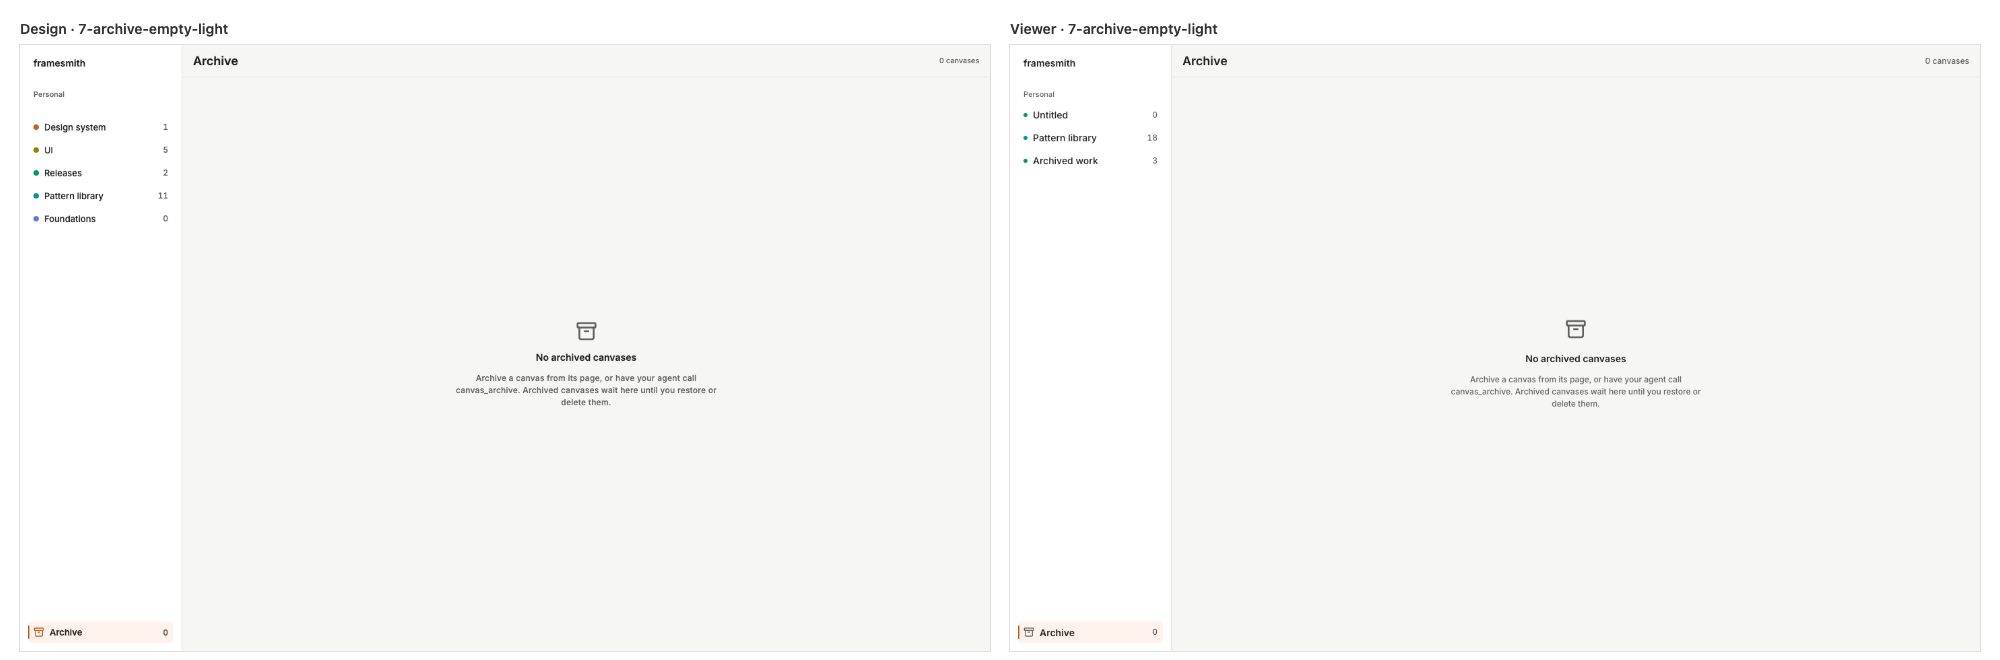 Design · 7-archive-empty-light
framesmith
Personal
Design system 1
UI 5
Releases 2
Pattern library 11
Foundations 0
Archive 0
Archive
0 canvases
No archived canvases
Archive a canvas from its page, or have your agent call
canvas_archive. Archived canvases wait here until you restore or
delete them.
Viewer · 7-archive-empty-light
framesmith
Personal
Untitled 0
Pattern library 18
Archived work 3
Archive 0
Archive
0 canvases
No archived canvases
Archive a canvas from its page, or have your agent call
canvas_archive. Archived canvases wait here until you restore or
delete them.